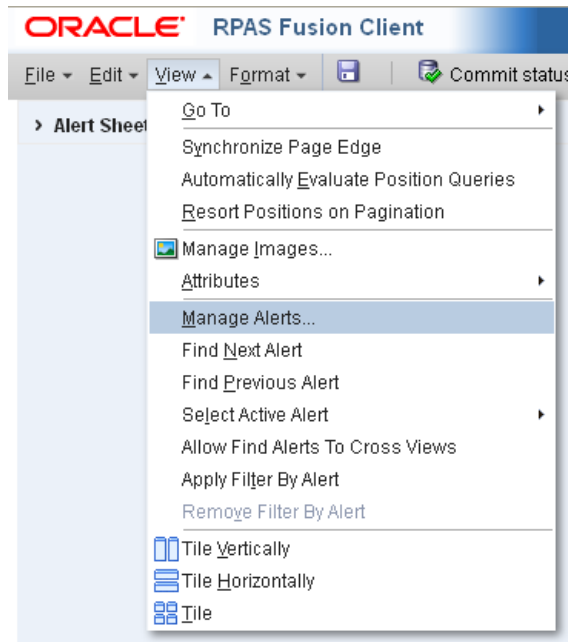 ORACLE RPAS Fusion Client
File Edit View Format Commit status
Alert Sheet
Go To
Synchronize Page Edge
Automatically Evaluate Position Queries
Resort Positions on Pagination
Manage Images...
Attributes
Manage Alerts...
Find Next Alert
Find Previous Alert
Select Active Alert
Allow Find Alerts To Cross Views
Apply Filter By Alert
Remove Filter By Alert
Tile Vertically
Tile Horizontally
Tile